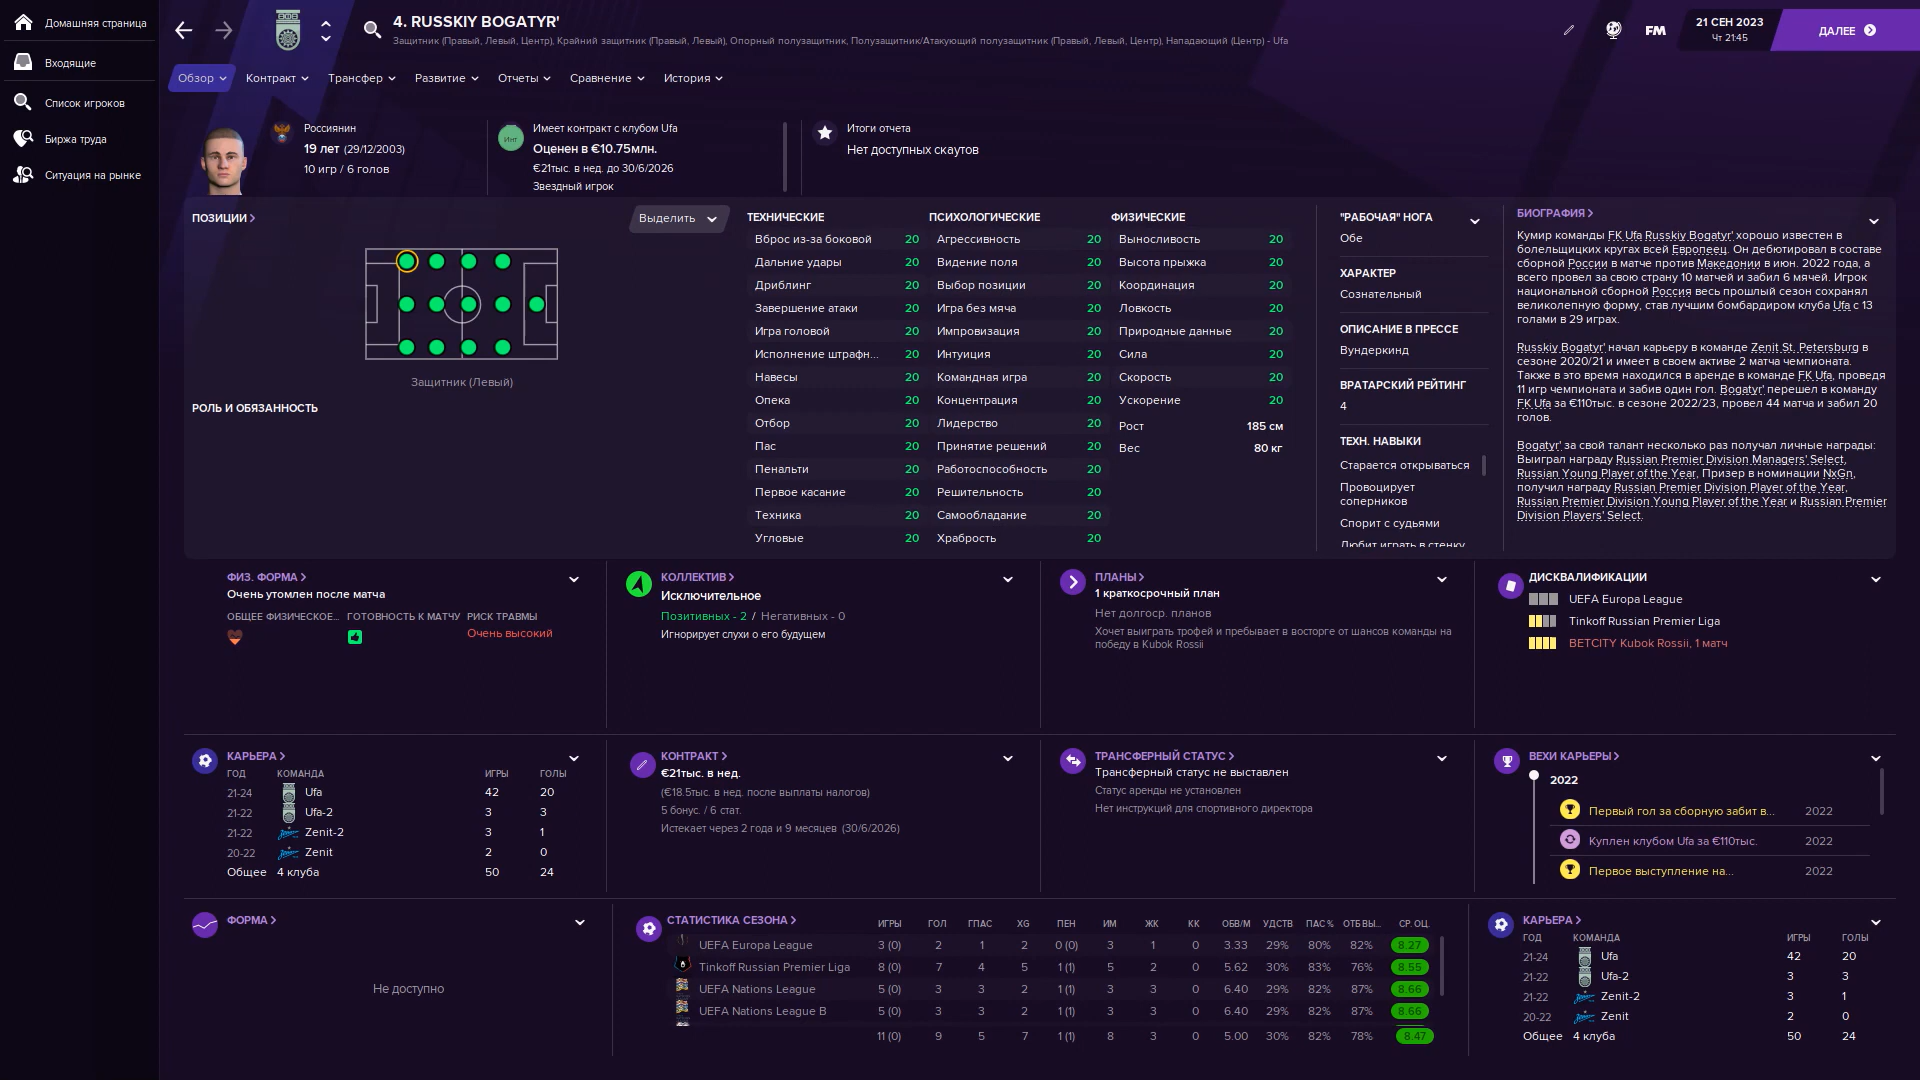 Домашняя страница
Входящие
Список игроков
Биржа труда
Ситуация на рынке
4. RUSSKIY BOGATYR'
Защитник (Правый, Левый, Центр), Крайний защитник (Правый, Левый), Опорный полузащитник, Полузащитник/Атакующий полузащитник (Правый, Левый, Центр), Нападающий (Центр) - Ufa
FM
21 СЕН 2023
Чт 21:45
ДАЛЕЕ
Обзор Контракт Трансфер Развитие Отчеты Сравнение История
Россиянин
19 лет (29/12/2003)
10 игр / 6 голов
Инт
Имеет контракт с клубом Ufa
Оценен в €10.75млн.
€21тыс. в нед. до 30/6/2026
Звездный игрок
Итоги отчета
Нет доступных скаутов
ПОЗИЦИИ
Выделить
Защитник (Левый)
РОЛЬ И ОБЯЗАННОСТЬ
ТЕХНИЧЕСКИЕ
Вброс из-за боковой 20
Дальние удары 20
Дриблинг 20
Завершение атаки 20
Игра головой 20
Исполнение штрафн... 20
Навесы 20
Опека 20
Отбор 20
Пас 20
Пенальти 20
Первое касание 20
Техника 20
Угловые 20
ПСИХОЛОГИЧЕСКИЕ
Агрессивность 20
Видение поля 20
Выбор позиции 20
Игра без мяча 20
Импровизация 20
Интуиция 20
Командная игра 20
Концентрация 20
Лидерство 20
Принятие решений 20
Работоспособность 20
Решительность 20
Самообладание 20
Храбрость 20
ФИЗИЧЕСКИЕ
Выносливость 20
Высота прыжка 20
Координация 20
Ловкость 20
Природные данные 20
Сила 20
Скорость 20
Ускорение 20
Рост 185 см
Вес 80 кг
"РАБОЧАЯ" НОГА
Обе
ХАРАКТЕР
Сознательный
ОПИСАНИЕ В ПРЕССЕ
Вундеркинд
ВРАТАРСКИЙ РЕЙТИНГ
4
ТЕХН. НАВЫКИ
Старается открываться
Провоцирует
соперников
Спорит с судьями
Любит играть в стенку
БИОГРАФИЯ
Кумир команды FK Ufa Russkiy Bogatyr' хорошо известен в
болельщицких кругах всей Европеец. Он дебютировал в составе
сборной России в матче против Македонии в июн. 2022 года, а
всего провел за свою страну 10 матчей и забил 6 мячей. Игрок
национальной сборной Россия весь прошлый сезон сохранял
великолепную форму, став лучшим бомбардиром клуба Ufa с 13
голами в 29 играх.
Russkiy Bogatyr' начал карьеру в команде Zenit St. Petersburg в
сезоне 2020/21 и имеет в своем активе 2 матча чемпионата.
Также в это время находился в аренде в команде FK Ufa, проведя
11 игр чемпионата и забив один гол. Bogatyr' перешел в команду
FK Ufa за €110тыс. в сезоне 2022/23, провел 44 матча и забил 20
голов.
Bogatyr' за свой талант несколько раз получал личные награды:
Выиграл награду Russian Premier Division Managers' Select,
Russian Young Player of the Year, Призер в номинации NxGn,
получил награду Russian Premier Division Player of the Year,
Russian Premier Division Young Player of the Year и Russian Premier
Division Players' Select.
ФИЗ. ФОРМА
Очень утомлен после матча
ОБЩЕЕ ФИЗИЧЕСКОЕ... ГОТОВНОСТЬ К МАТЧУ РИСК ТРАВМЫ
Очень высокий
КОЛЛЕКТИВ
Исключительное
Позитивных - 2 / Негативных - 0
Игнорирует слухи о его будущем
ПЛАНЫ
1 краткосрочный план
Нет долгоср. планов
Хочет выиграть трофей и пребывает в восторге от шансов команды на
победу в Kubok Rossii
ДИСКВАЛИФИКАЦИИ
UEFA Europa League
Tinkoff Russian Premier Liga
BETCITY Kubok Rossii, 1 матч
КАРЬЕРА
ГОД КОМАНДА ИГРЫ ГОЛЫ
21-24 Ufa 42 20
21-22 Ufa-2 3 3
21-22 Zenit-2 3 1
20-22 Zenit 2 0
Общее 4 клуба 50 24
КОНТРАКТ
€21тыс. в нед.
(€18.5тыс. в нед. после выплаты налогов)
5 бонус. / 6 стат.
Истекает через 2 года и 9 месяцев (30/6/2026)
ТРАНСФЕРНЫЙ СТАТУС
Трансферный статус не выставлен
Статус аренды не установлен
Нет инструкций для спортивного директора
ВЕХИ КАРЬЕРЫ
2022
Первый гол за сборную забит в... 2022
Куплен клубом Ufa за €110тыс. 2022
Первое выступление на... 2022
ФОРМА
Не доступно
СТАТИСТИКА СЕЗОНА ИГРЫ ГОЛ ГПАС XG ПЕН ИМ ЖК КК ОБВ/М УДСТВ ПАС % ОТБ ВЫ... СР. ОЦ.
UEFA Europa League 3 (0) 2 1 2 0 (0) 3 1 0 3.33 29% 80% 82% 8.27
Tinkoff Russian Premier Liga 8 (0) 7 4 5 1 (1) 5 2 0 5.62 30% 83% 76% 8.55
UEFA Nations League 5 (0) 3 3 2 1 (1) 3 3 0 6.40 29% 82% 87% 8.66
UEFA Nations League B 5 (0) 3 3 2 1 (1) 3 3 0 6.40 29% 82% 87% 8.66
11 (0) 9 5 7 1 (1) 8 3 0 5.00 30% 82% 78% 8.47
КАРЬЕРА
ГОД КОМАНДА ИГРЫ ГОЛЫ
21-24 Ufa 42 20
21-22 Ufa-2 3 3
21-22 Zenit-2 3 1
20-22 Zenit 2 0
Общее 4 клуба 50 24